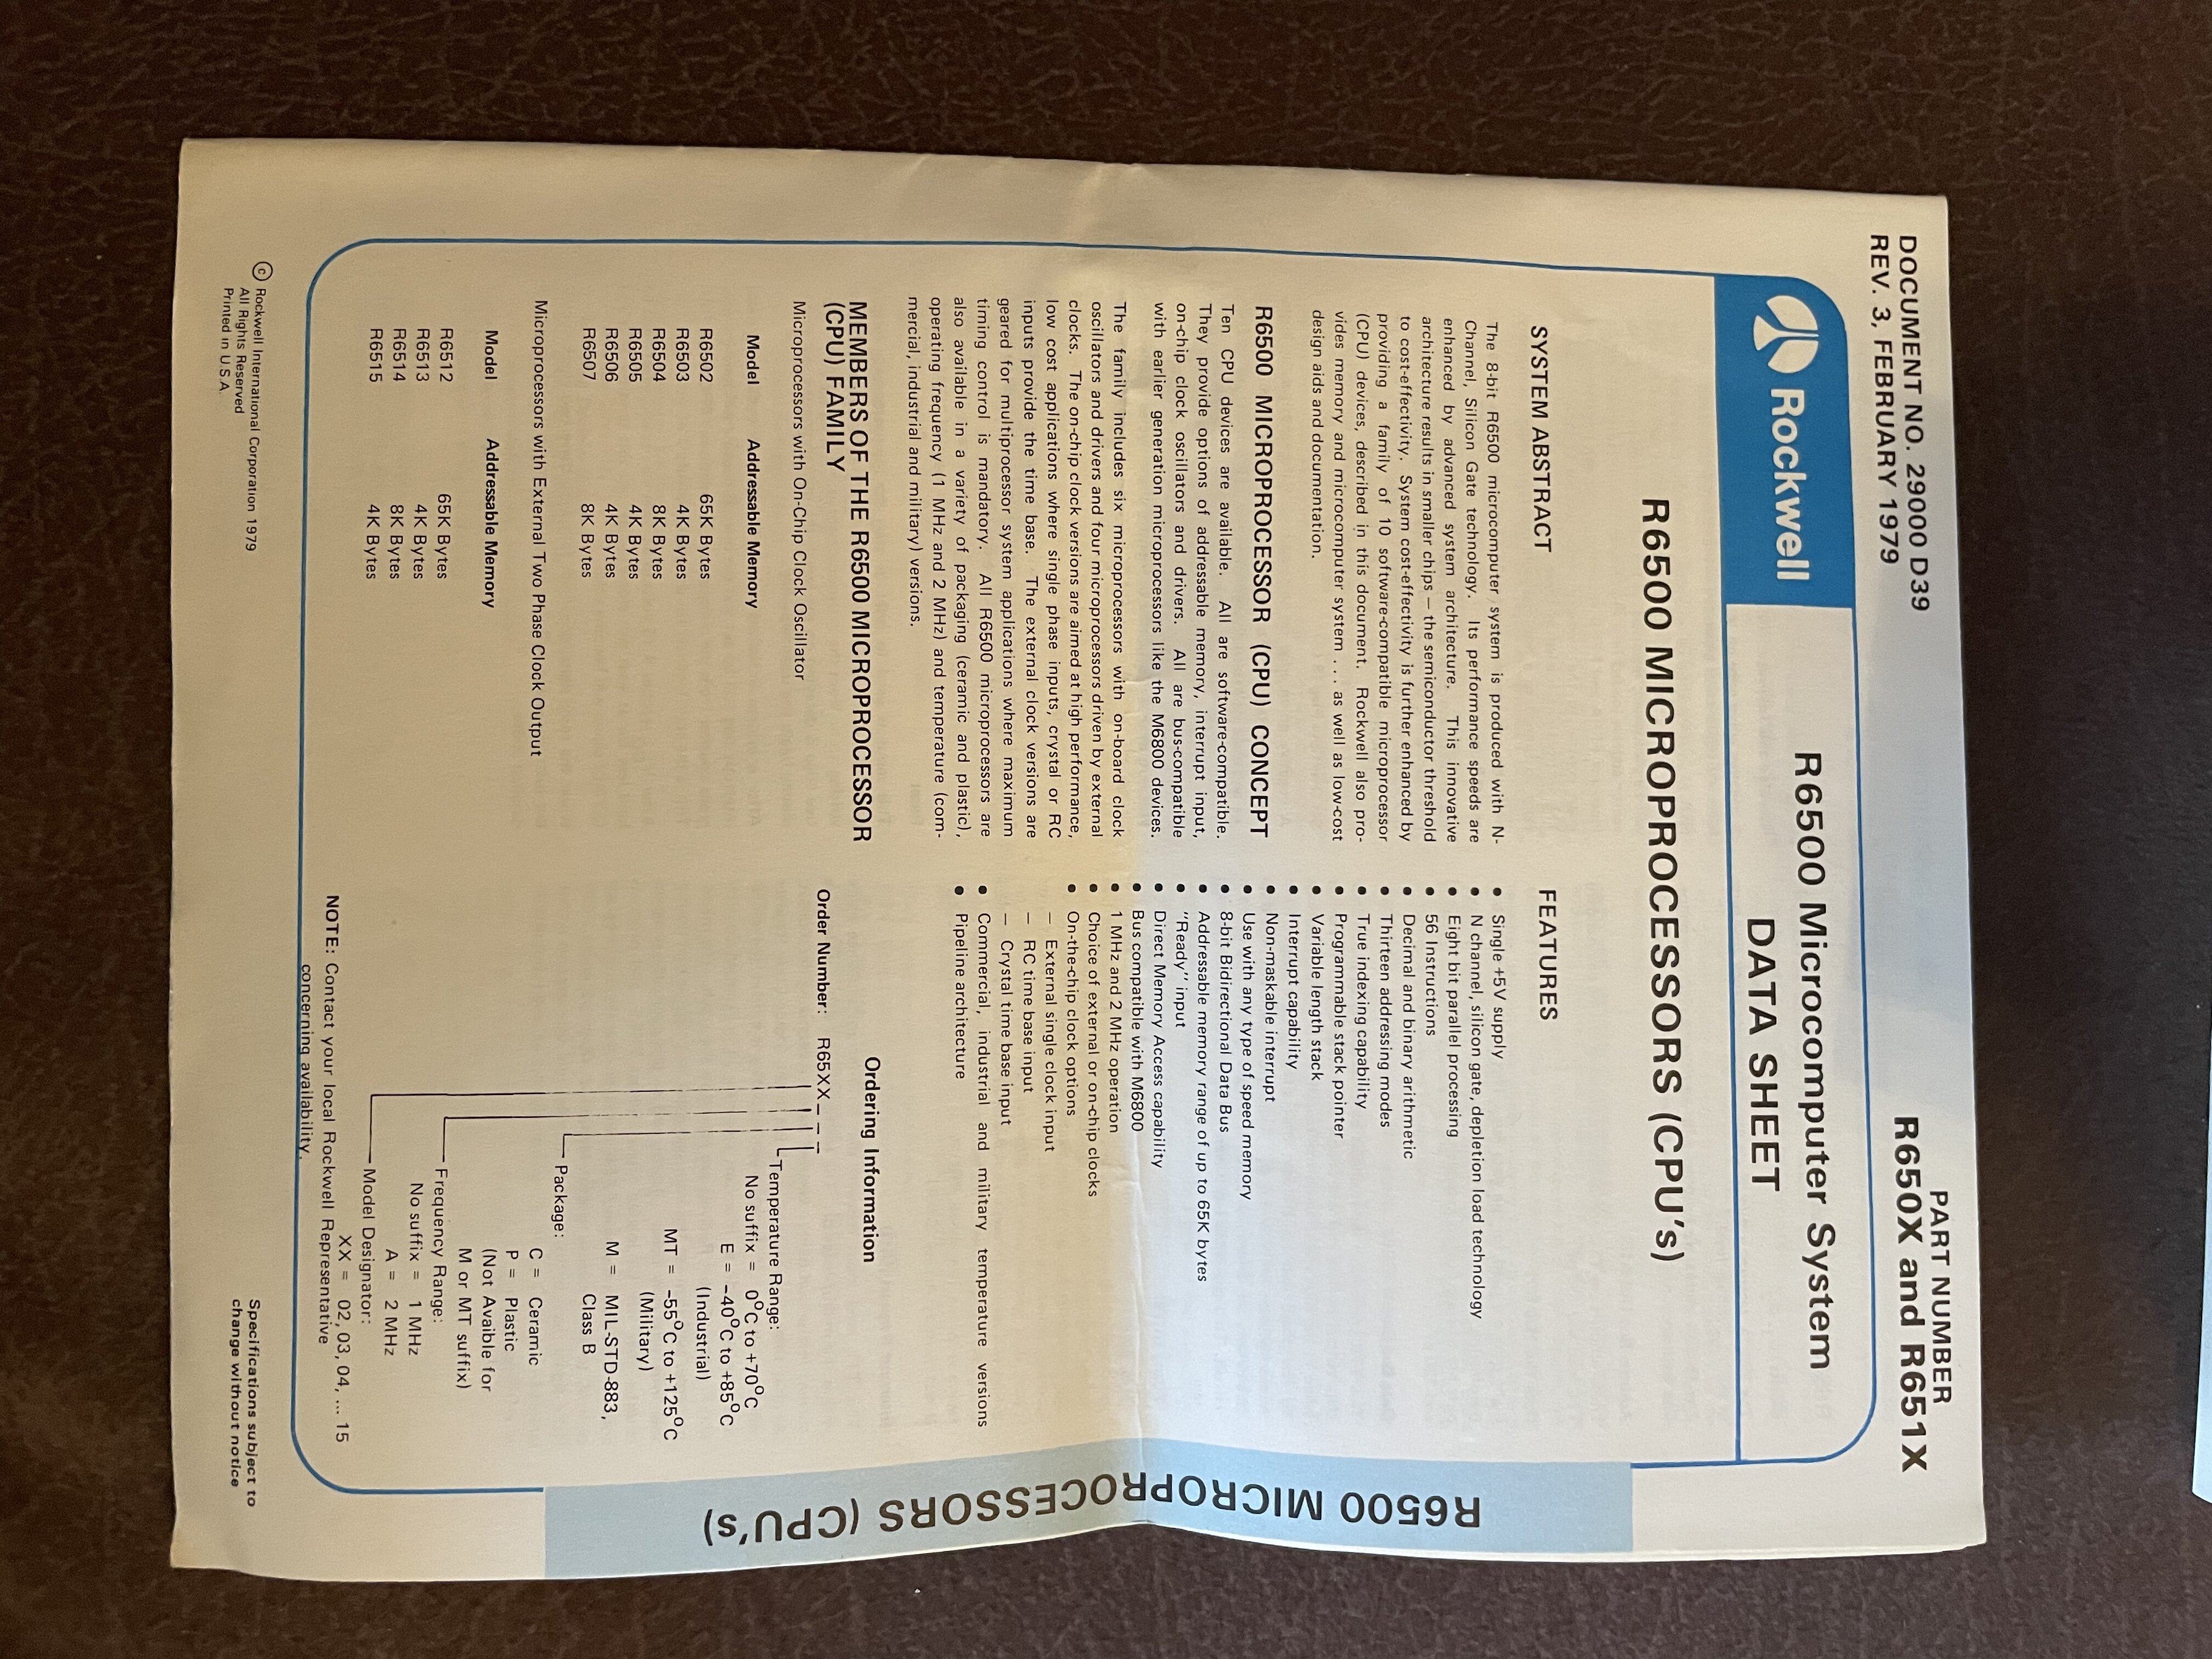 DOCUMENT NO. 29000 D39
REV. 3, FEBRUARY 1979
PART NUMBER
R650X and R651X
Rockwell
R6500 Microcomputer System
DATA SHEET
R6500 MICROPROCESSORS (CPU's)
SYSTEM ABSTRACT
The 8-bit R6500 microcomputer system is produced with N-
Channel, Silicon Gate technology. Its performance speeds are
enhanced by advanced system architecture. This innovative
architecture results in smaller chips – the semiconductor threshold
to cost-effectivity. System cost-effectivity is further enhanced by
providing a family of 10 software-compatible microprocessor
(CPU) devices, described in this document. Rockwell also pro-
vides memory and microcomputer system . . . as well as low-cost
design aids and documentation.
R6500 MICROPROCESSOR (CPU) CONCEPT
Ten CPU devices are available. All are software-compatible.
They provide options of addressable memory, interrupt input,
on-chip clock oscillators and drivers. All are bus-compatible
with earlier generation microprocessors like the M6800 devices.
The family includes six microprocessors with on-board clock
oscillators and drivers and four microprocessors driven by external
clocks. The on-chip clock versions are aimed at high performance,
low cost applications where single phase inputs, crystal or RC
inputs provide the time base. The external clock versions are
geared for multiprocessor system applications where maximum
timing control is mandatory. All R6500 microprocessors are
also available in a variety of packaging (ceramic and plastic),
operating frequency (1 MHz and 2 MHz) and temperature (com-
mercial, industrial and military) versions.
MEMBERS OF THE R6500 MICROPROCESSOR
(CPU) FAMILY
Microprocessors with On-Chip Clock Oscillator
Model Addressable Memory
R6502 65K Bytes
R6503 4K Bytes
R6504 8K Bytes
R6505 4K Bytes
R6506 4K Bytes
R6507 8K Bytes
Microprocessors with External Two Phase Clock Output
Model Addressable Memory
R6512 65K Bytes
R6513 4K Bytes
R6514 8K Bytes
R6515 4K Bytes
FEATURES
• Single +5V supply
• N channel, silicon gate, depletion load technology
• Eight bit parallel processing
• 56 Instructions
• Decimal and binary arithmetic
• Thirteen addressing modes
• True indexing capability
• Programmable stack pointer
• Variable length stack
• Interrupt capability
• Non-maskable interrupt
• Use with any type of speed memory
• 8-bit Bidirectional Data Bus
• Addressable memory range of up to 65K bytes
• "Ready" input
• Direct Memory Access capability
• Bus compatible with M6800
• 1 MHz and 2 MHz operation
• Choice of external or on-chip clocks
• On-the-chip clock options
– External single clock input
– RC time base input
– Crystal time base input
• Commercial, industrial and military temperature versions
• Pipeline architecture
Ordering Information
Order Number: R65XX_ _ _
Temperature Range:
No suffix = 0°C to +70°C
E = -40°C to +85°C
(Industrial)
MT = -55°C to +125°C
(Military)
M = MIL-STD-883,
Class B
Package:
C = Ceramic
P = Plastic
(Not Avaible for
M or MT suffix)
Frequency Range:
No suffix = 1 MHz
A = 2 MHz
Model Designator:
XX = 02, 03, 04, ... 15
NOTE: Contact your local Rockwell Representative
concerning availability.
© Rockwell International Corporation 1979
All Rights Reserved
Printed in U.S.A.
Specifications subject to
change without notice
R6500 MICROPROCESSORS (CPU's)